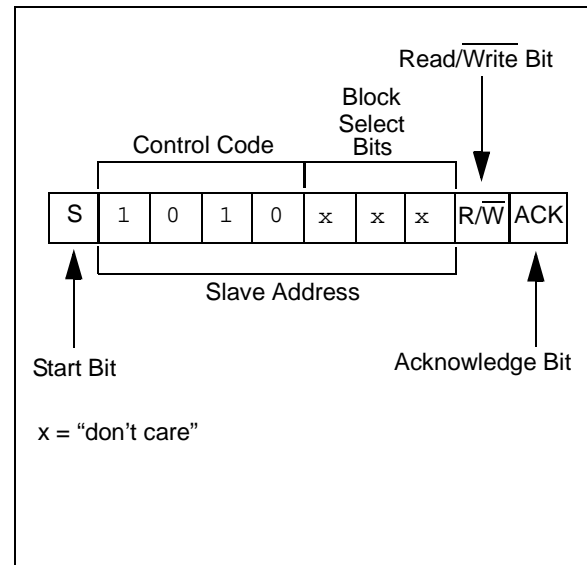 Read/Write Bit
Block
Select
Bits
Control Code
S 1 0 1 0 x x x R/W ACK
Slave Address
Start Bit
Acknowledge Bit
x = “don’t care”